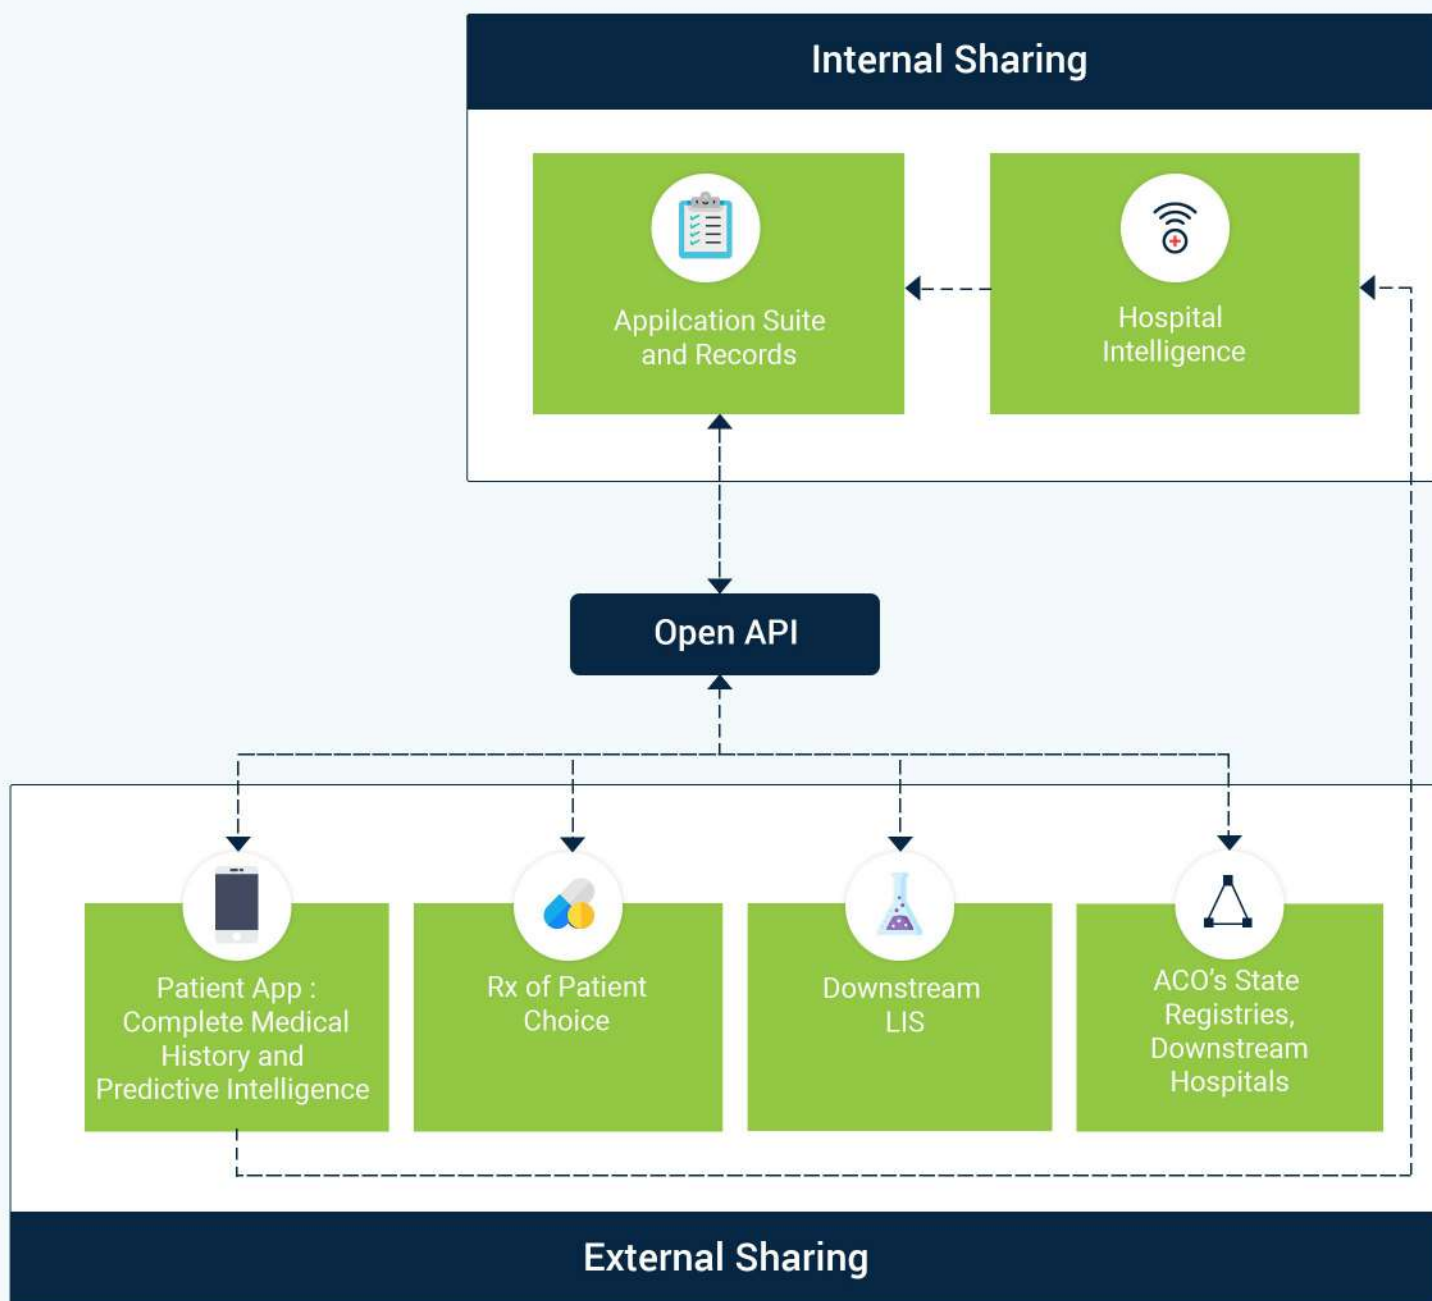 Internal Sharing
Appilcation Suite
and Records
Hospital
Intelligence
Open API
Patient App :
Complete Medical
History and
Predictive Intelligence
Rx of Patient
Choice
Downstream
LIS
ACO’s State
Registries,
Downstream
Hospitals
External Sharing